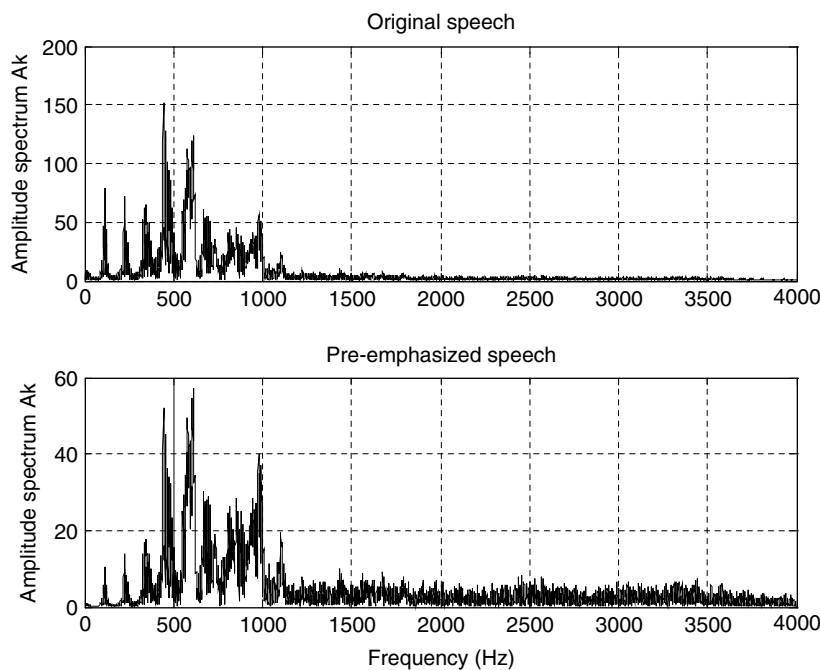 Original speech
Amplitude spectrum Ak
200
150
100
50
0
0 500 1000 1500 2000 2500 3000 3500 4000
Pre-emphasized speech
Amplitude spectrum Ak
60
40
20
0
0 500 1000 1500 2000 2500 3000 3500 4000
Frequency (Hz)